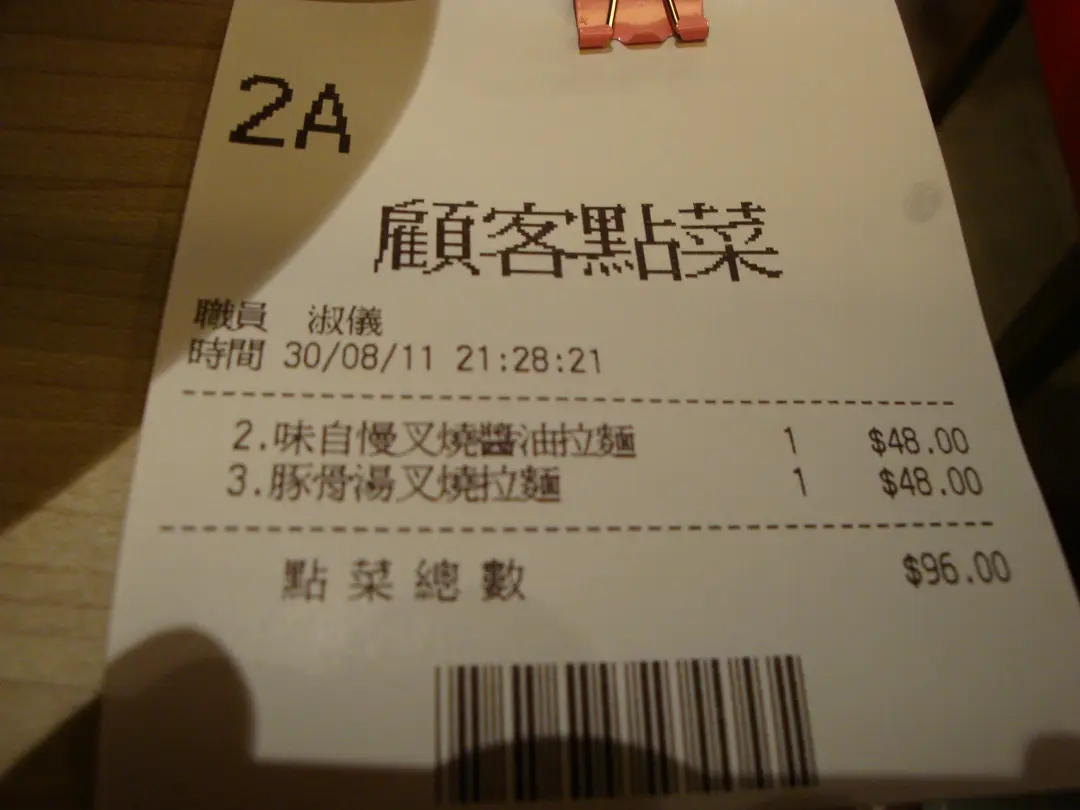 2A
顧客點菜
職員 淑儀
時間 30/08/11 21:28:21
2.味自慢叉燒醬油拉麵 1 $48.00
3.豚骨湯叉燒拉麵 1 $48.00
點菜總數 $96.00